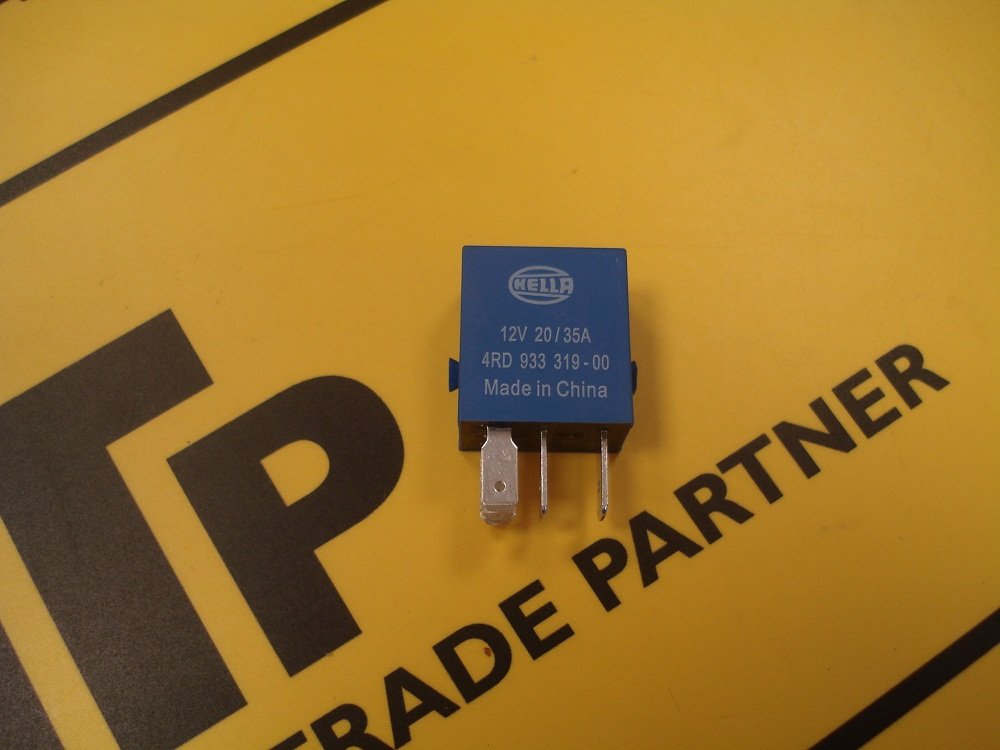 HELLA
12V 20/35A
4RD 933 319-00
Made in China
TP
TRADE PARTNER